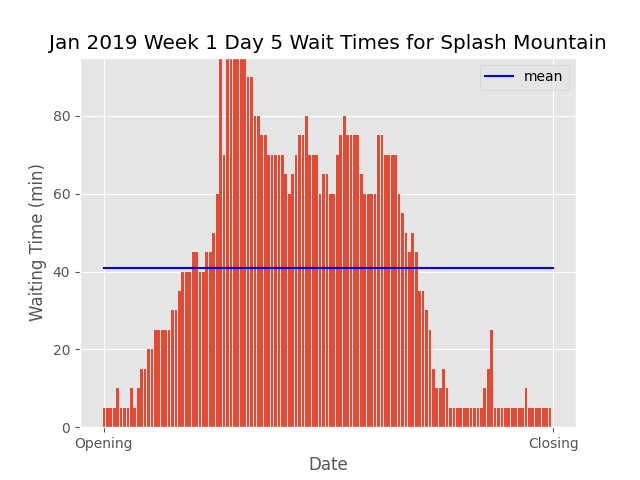 Jan 2019 Week 1 Day 5 Wait Times for Splash Mountain
mean
Waiting Time (min)
80
60
40
20
0
Opening
Closing
Date